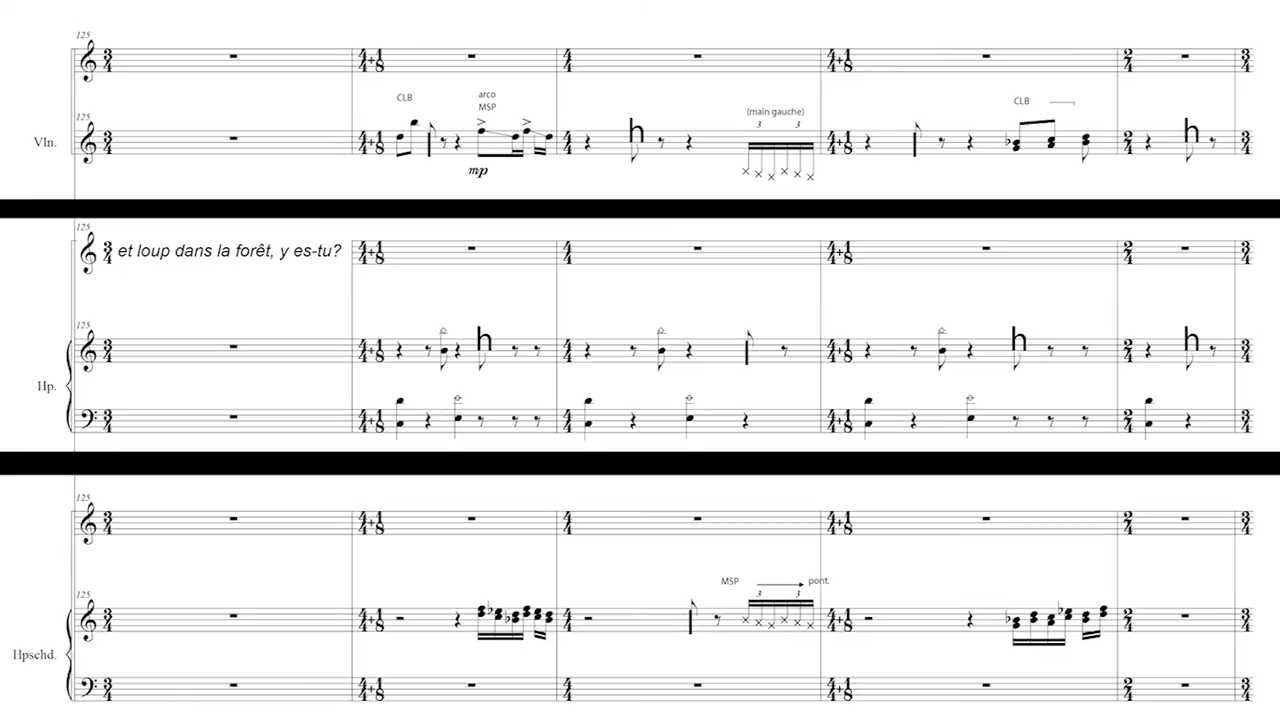 125
CLB
arco
MSP
(main gauche)
3 3
CLB
125
Vln.
mp
125
et loup dans la forêt, y es-tu?
125
Hp.
125
MSP pont.
3 3
125
Hpschd.